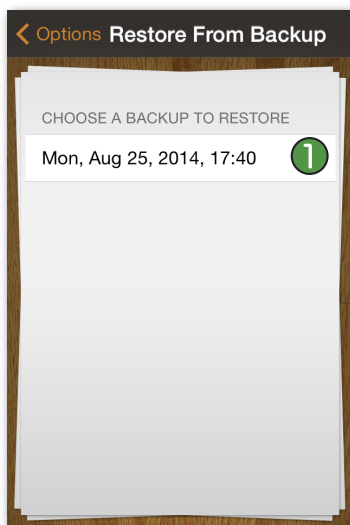 Options Restore From Backup
CHOOSE A BACKUP TO RESTORE
Mon, Aug 25, 2014, 17:40 1